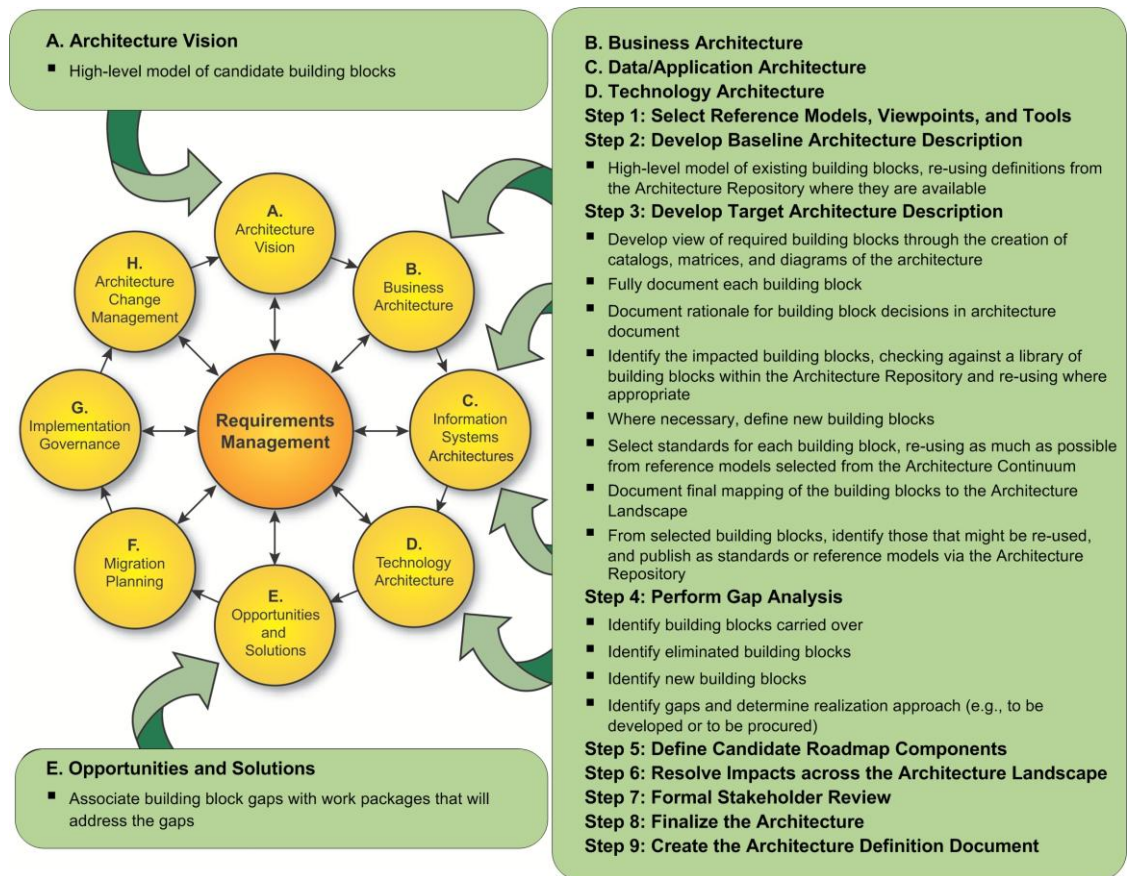 A. Architecture Vision
▪ High-level model of candidate building blocks
B. Business Architecture
C. Data/Application Architecture
D. Technology Architecture
Step 1: Select Reference Models, Viewpoints, and Tools
Step 2: Develop Baseline Architecture Description
▪ High-level model of existing building blocks, re-using definitions from
the Architecture Repository where they are available
Step 3: Develop Target Architecture Description
▪ Develop view of required building blocks through the creation of
catalogs, matrices, and diagrams of the architecture
▪ Fully document each building block
▪ Document rationale for building block decisions in architecture
document
▪ Identify the impacted building blocks, checking against a library of
building blocks within the Architecture Repository and re-using where
appropriate
▪ Where necessary, define new building blocks
▪ Select standards for each building block, re-using as much as possible
from reference models selected from the Architecture Continuum
▪ Document final mapping of the building blocks to the Architecture
Landscape
▪ From selected building blocks, identify those that might be re-used,
and publish as standards or reference models via the Architecture
Repository
Step 4: Perform Gap Analysis
▪ Identify building blocks carried over
▪ Identify eliminated building blocks
▪ Identify new building blocks
▪ Identify gaps and determine realization approach (e.g., to be
developed or to be procured)
Step 5: Define Candidate Roadmap Components
Step 6: Resolve Impacts across the Architecture Landscape
Step 7: Formal Stakeholder Review
Step 8: Finalize the Architecture
Step 9: Create the Architecture Definition Document
A.
Architecture
Vision
B.
Business
Architecture
C.
Information
Systems
Architectures
D.
Technology
Architecture
E.
Opportunities
and
Solutions
F.
Migration
Planning
G.
Implementation
Governance
H.
Architecture
Change
Management
Requirements
Management
E. Opportunities and Solutions
▪ Associate building block gaps with work packages that will
address the gaps